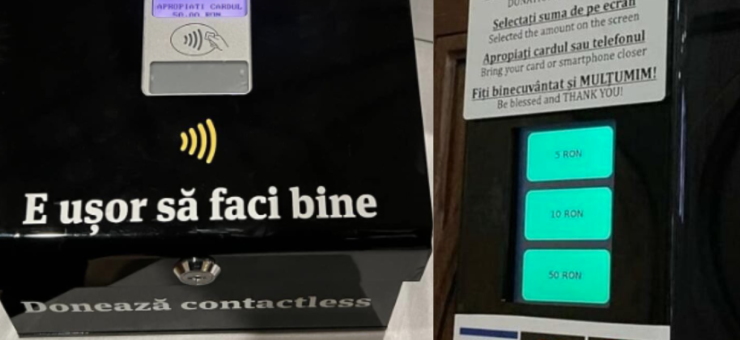 APROPIATI CARDUL
50.00 RON
E ușor să faci bine
Donează contactless
Selectați suma de pe ecran
Selected the amount on the screen
Apropiați cardul sau telefonul
Bring your card or smartphone closer
Fiți binecuvântat și MULȚUMIM!
Be blessed and THANK YOU!
5 RON
10 RON
50 RON